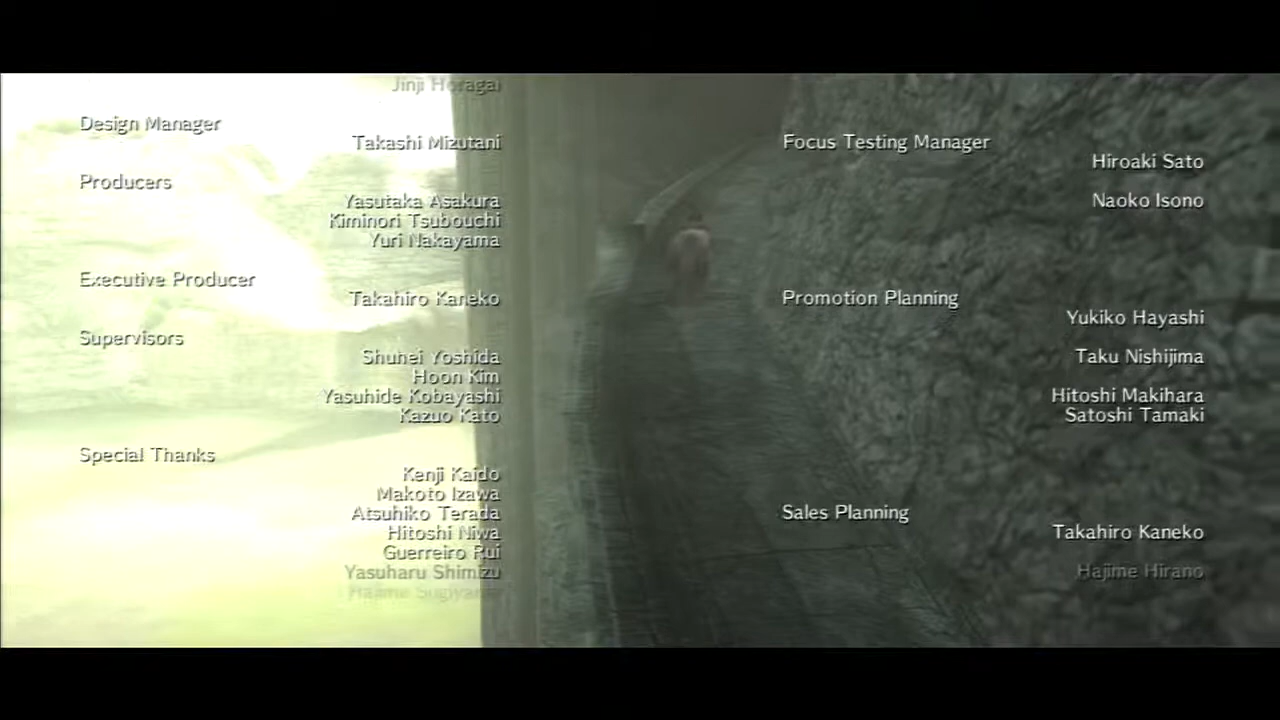 Jinji Horagai
Design Manager
Takashi Mizutani
Producers
Yasutaka Asakura
Kiminori Tsubouchi
Yuri Nakayama
Executive Producer
Takahiro Kaneko
Supervisors
Shuhei Yoshida
Hoon Kim
Yasuhide Kobayashi
Kazuo Kato
Special Thanks
Kenji Kaido
Makoto Izawa
Atsuhiko Terada
Hitoshi Niwa
Guerreiro Rui
Yasuharu Shimizu
Hajime Sugiyama
Focus Testing Manager
Hiroaki Sato
Naoko Isono
Promotion Planning
Yukiko Hayashi
Taku Nishijima
Hitoshi Makihara
Satoshi Tamaki
Sales Planning
Takahiro Kaneko
Hajime Hirano